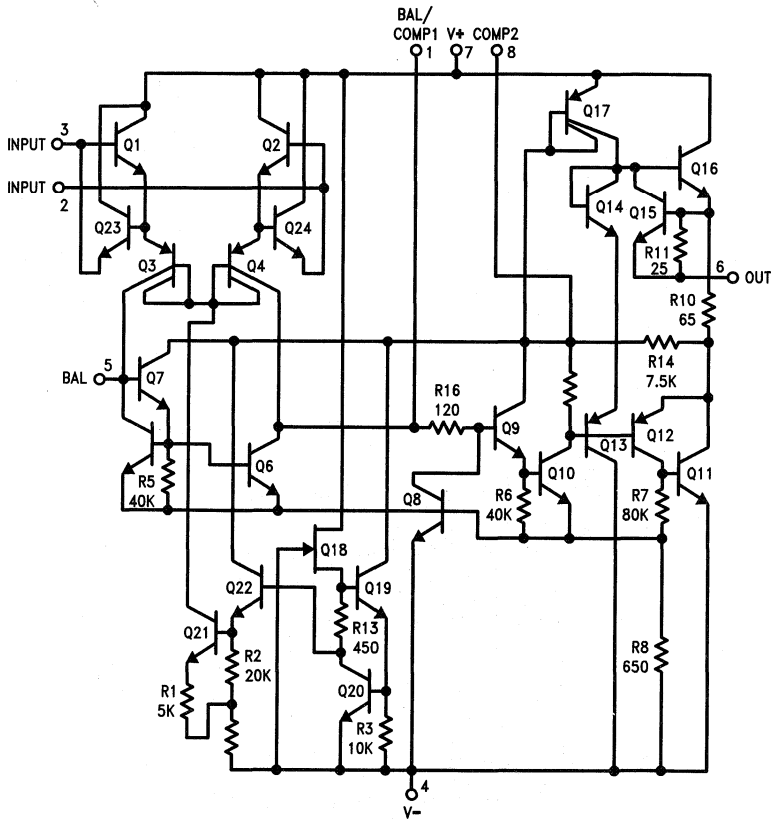 BAL/
COMP1 V+ COMP2
1 7 8
Q17
3
INPUT Q1 Q2
Q16
INPUT
2
Q14 Q15
Q23 Q24
R11
25
6
OUT
Q3 Q4
R10
65
R14
7.5K
5
BAL Q7
R16
120
Q9
Q13 Q12
Q6
R5
40K
Q8
R6
40K
Q10
R7
80K
Q11
Q18
Q22 Q19
R13
450
Q21
R2
20K
R8
650
R1
5K
Q20
R3
10K
4
V-